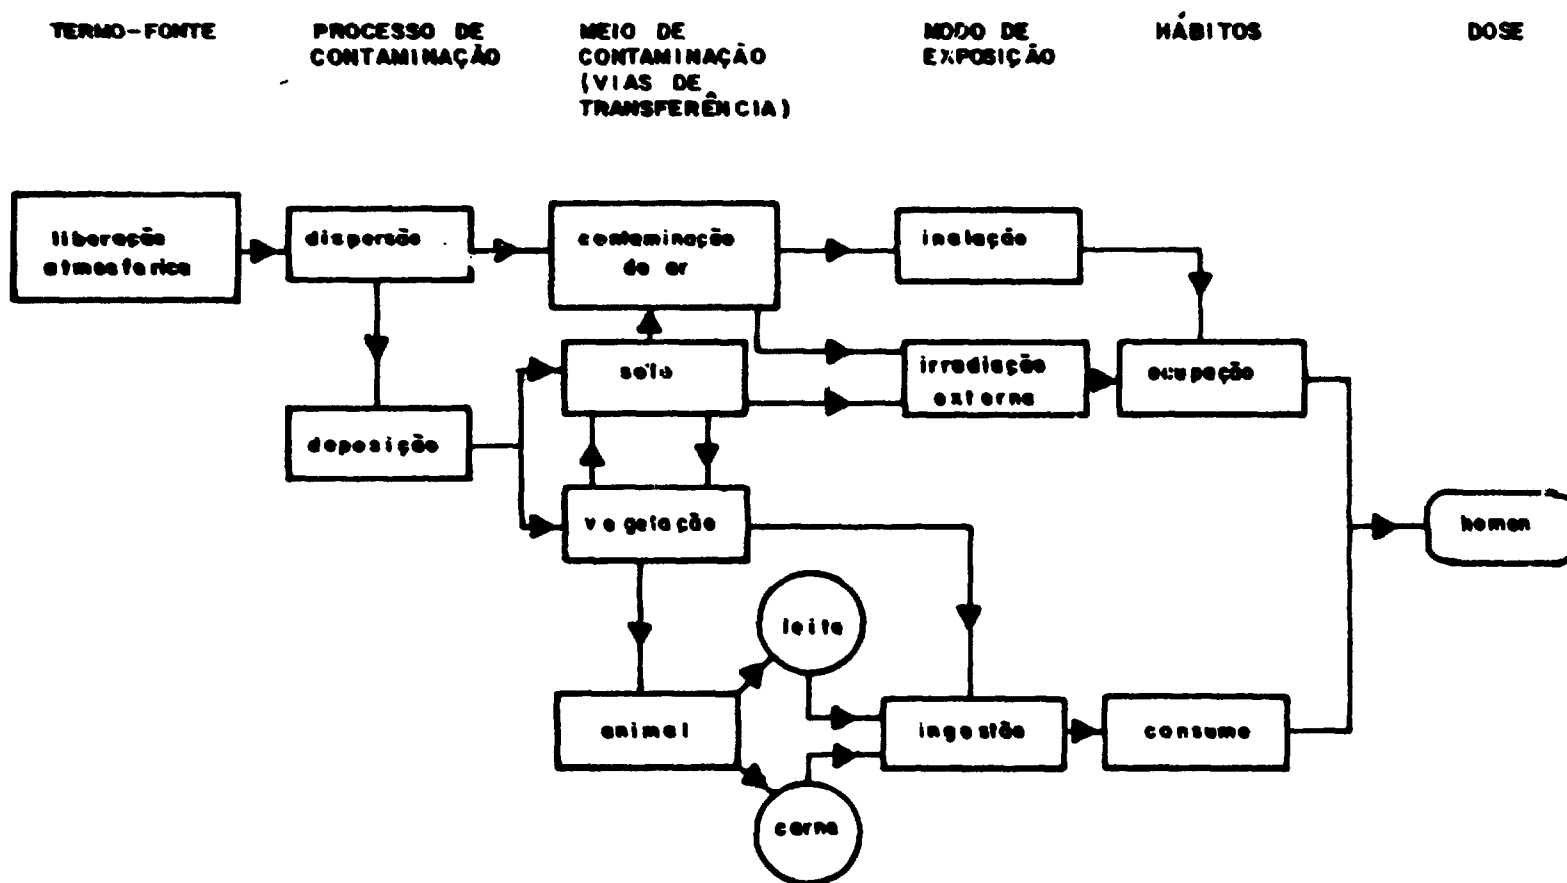 TERMO-FONTE
PROCESSO DE
CONTAMINAÇÃO
MEIO DE
CONTAMINAÇÃO
(VIAS DE
TRANSFERÊNCIA)
MODO DE
EXPOSIÇÃO
HÁBITOS
DOSE
liberação
atmosferica
dispersão
contaminação
do ar
inalação
solo
irradiação
externa
ocupação
deposição
vegetação
homem
leite
animal
ingestão
consumo
carne